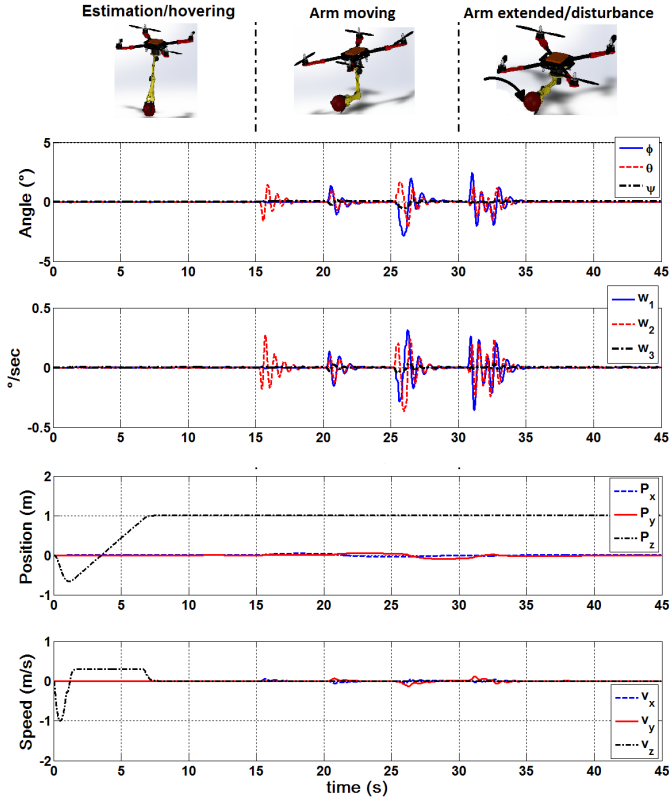 Estimation/hovering Arm moving Arm extended/disturbance
5
0
-5
Angle (°)
ϕ
θ
ψ
0 5 10 15 20 25 30 35 40 45
0.5
0
-0.5
°/sec
w1
w2
w3
0 5 10 15 20 25 30 35 40 45
2
1
0
-1
Position (m)
Px
Py
Pz
0 5 10 15 20 25 30 35 40 45
1
0
-1
-2
Speed (m/s)
vx
vy
vz
0 5 10 15 20 25 30 35 40 45
time (s)